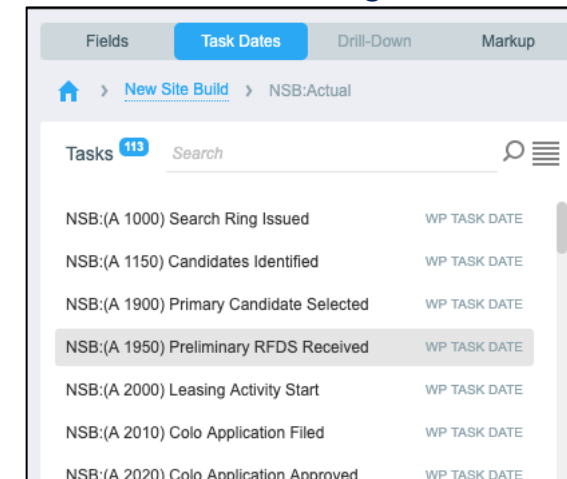 Fields Task Dates Drill-Down Markup
> New Site Build > NSB:Actual
Tasks 113 Search
NSB:(A 1000) Search Ring Issued WP TASK DATE
NSB:(A 1150) Candidates Identified WP TASK DATE
NSB:(A 1900) Primary Candidate Selected WP TASK DATE
NSB:(A 1950) Preliminary RFDS Received WP TASK DATE
NSB:(A 2000) Leasing Activity Start WP TASK DATE
NSB:(A 2010) Colo Application Filed WP TASK DATE
NSB:(A 2020) Colo Application Approved WP TASK DATE